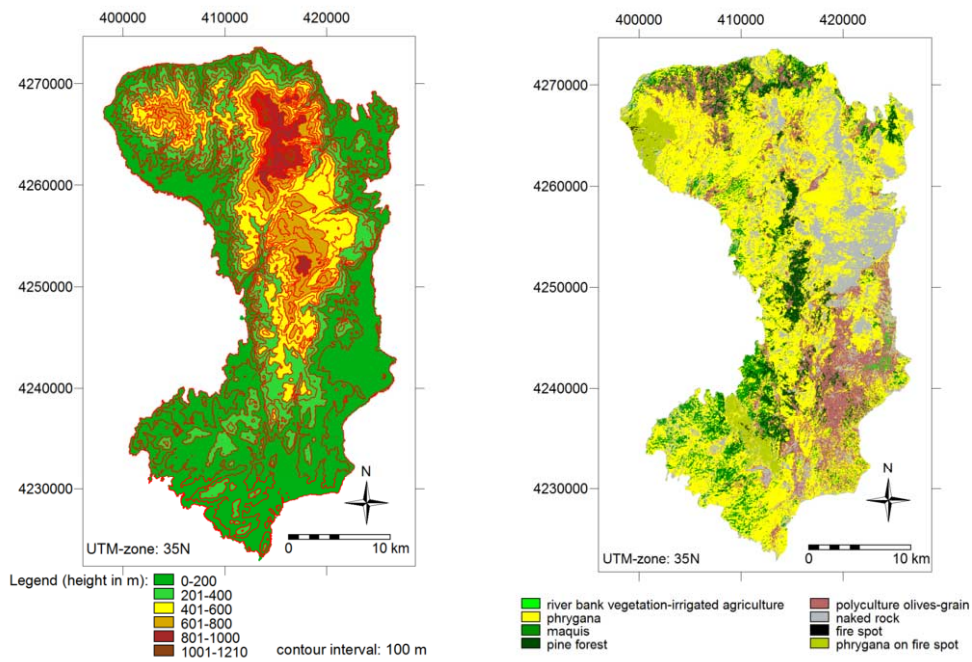 400000 410000 420000
4270000
4260000
4250000
4240000
4230000
N
UTM-zone: 35N
0 10 km
Legend (height in m):
0-200
201-400
401-600
601-800
801-1000
1001-1210
contour interval: 100 m
400000 410000 420000
4270000
4260000
4250000
4240000
4230000
N
UTM-zone: 35N
0 10 km
river bank vegetation-irrigated agriculture
phrygana
maquis
pine forest
polyculture olives-grain
naked rock
fire spot
phrygana on fire spot